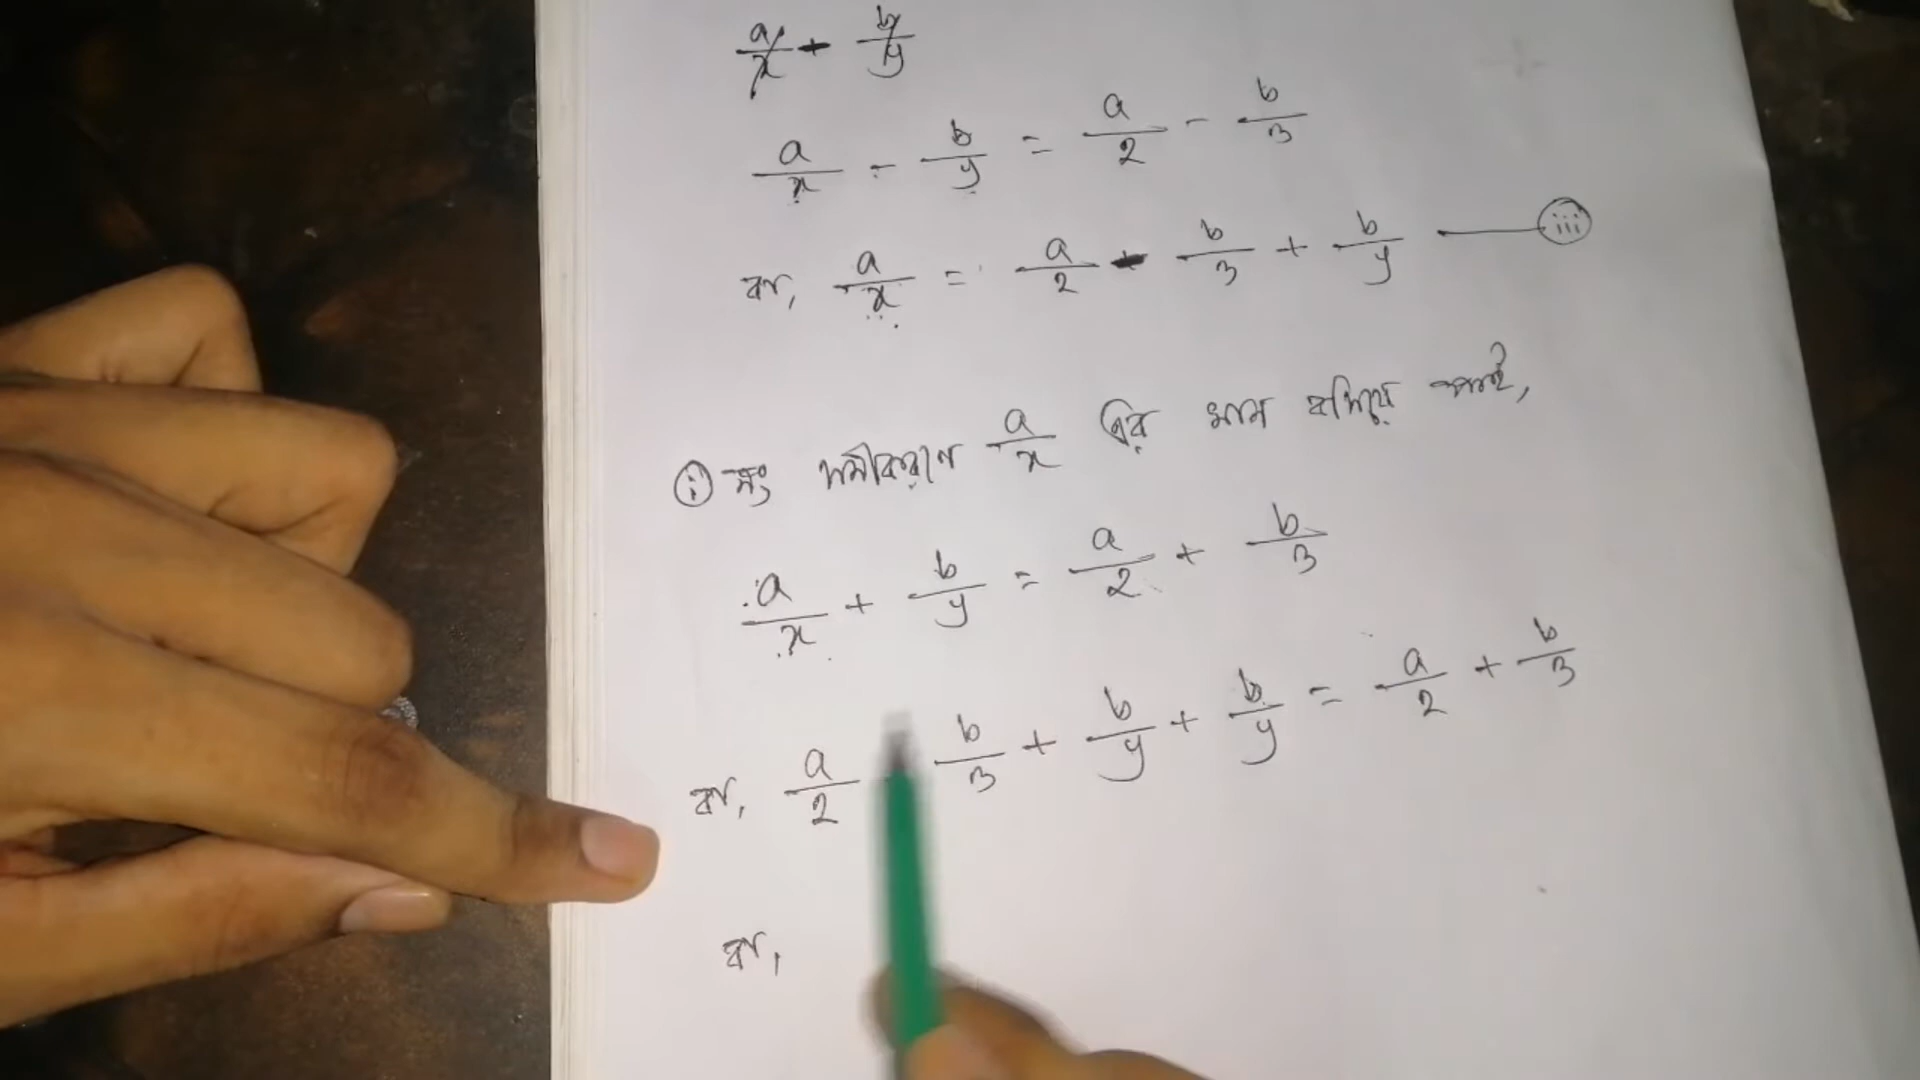 a/x + b/y
a/x - b/y = a/2 - b/3
বা, a/x = a/2 - b/3 + b/y (iii)
(i) নং সমীকরণে a/x এর মান বসিয়ে পাই,
a/x + b/y = a/2 + b/3
বা, a/2 b/3 + b/y + b/y = a/2 + b/3
বা,